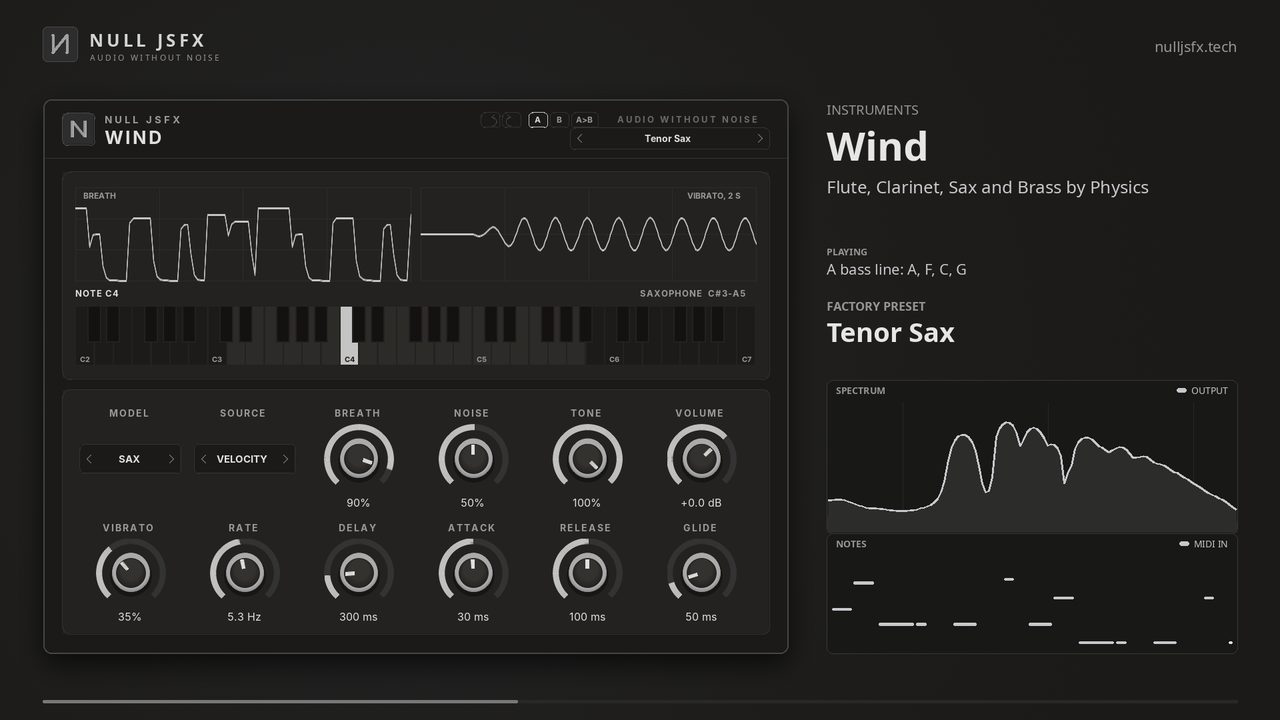 NULL JSFX
AUDIO WITHOUT NOISE
nulljsfx.tech
N
NULL JSFX
WIND
A B A>B
AUDIO WITHOUT NOISE
Tenor Sax
BREATH
VIBRATO, 2 S
NOTE C4
SAXOPHONE C#3-A5
C2 C3 C4 C5 C6 C7
MODEL SOURCE BREATH NOISE TONE VOLUME
SAX VELOCITY
90% 50% 100% +0.0 dB
VIBRATO RATE DELAY ATTACK RELEASE GLIDE
35% 5.3 Hz 300 ms 30 ms 100 ms 50 ms
INSTRUMENTS
Wind
Flute, Clarinet, Sax and Brass by Physics
PLAYING
A bass line: A, F, C, G
FACTORY PRESET
Tenor Sax
SPECTRUM OUTPUT
NOTES MIDI IN